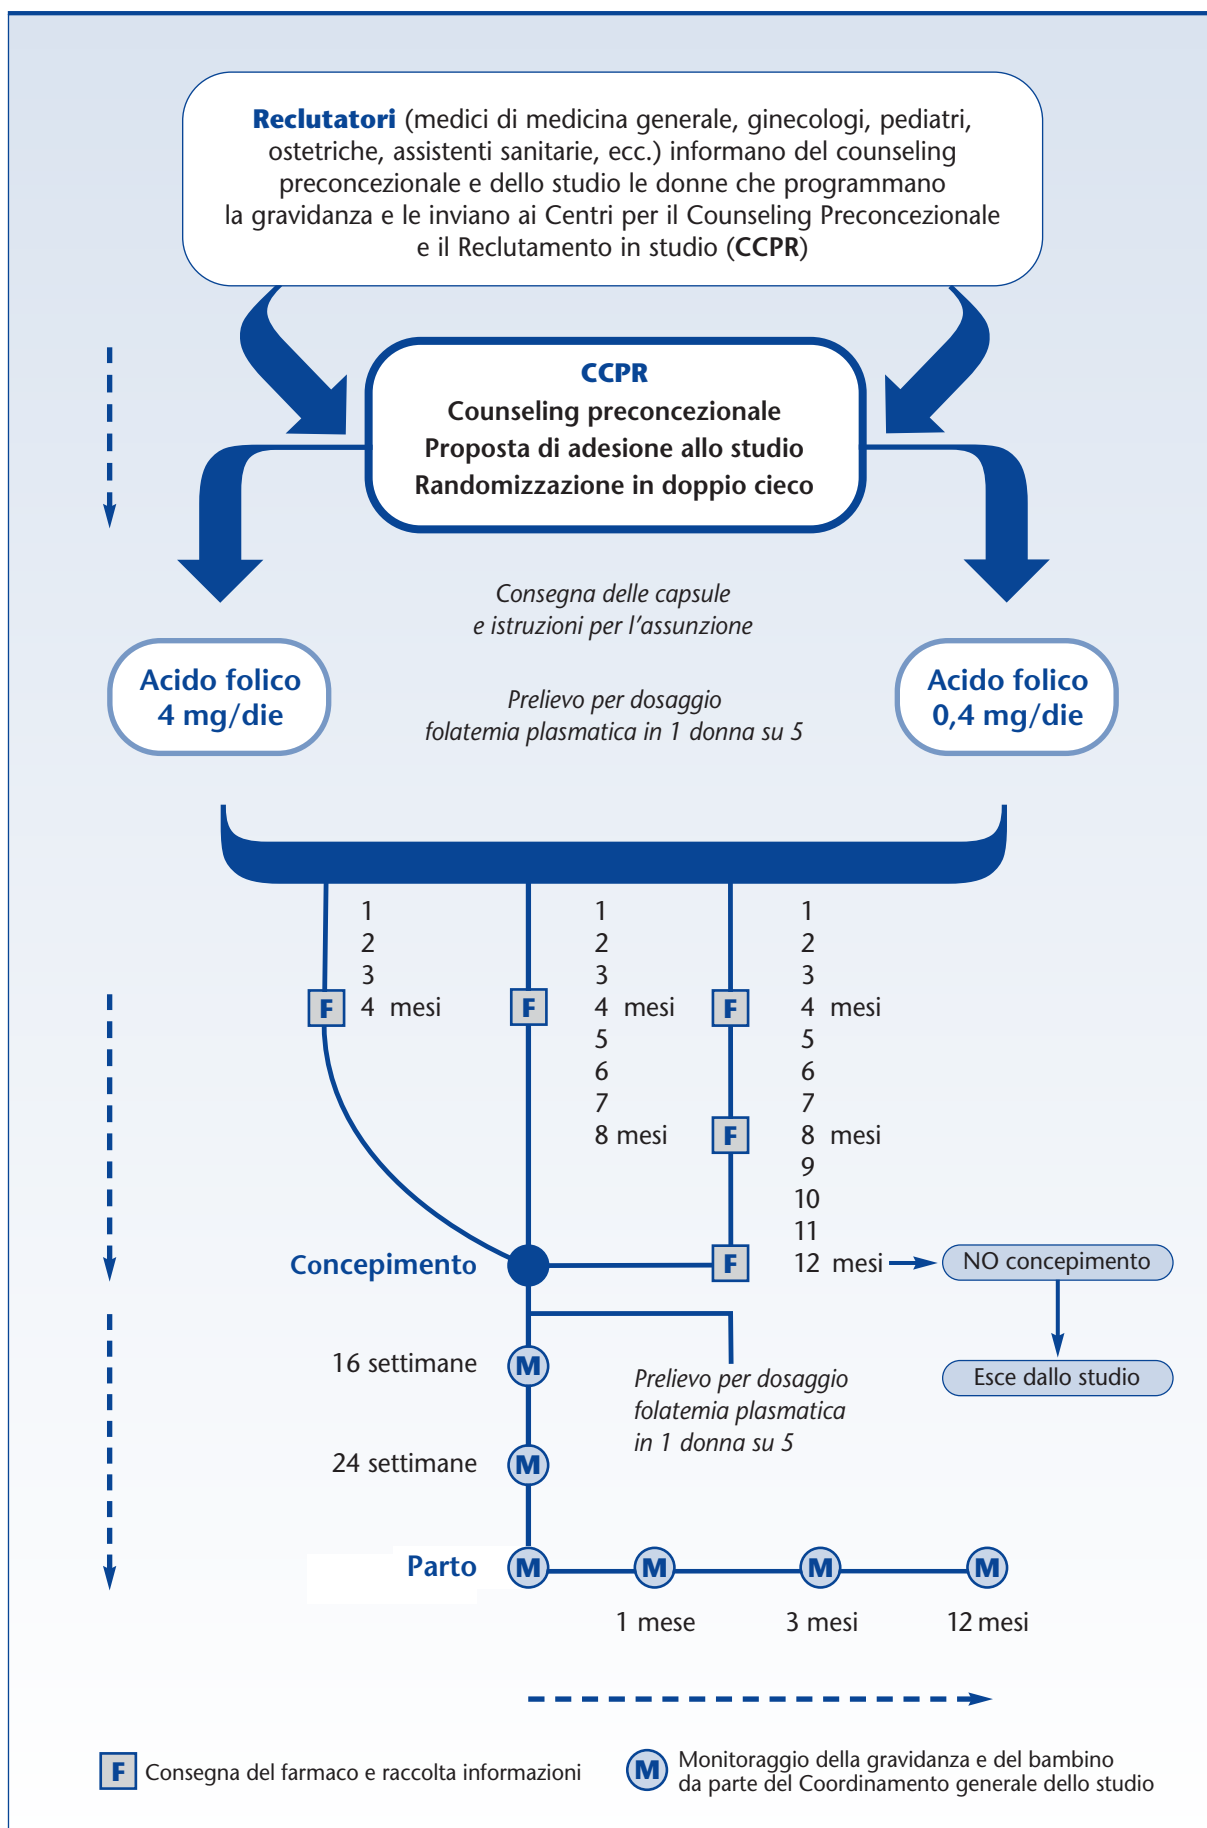 Reclutatori (medici di medicina generale, ginecologi, pediatri,
ostetriche, assistenti sanitarie, ecc.) informano del counseling
preconcezionale e dello studio le donne che programmano
la gravidanza e le inviano ai Centri per il Counseling Preconcezionale
e il Reclutamento in studio (CCPR)
CCPR
Counseling preconcezionale
Proposta di adesione allo studio
Randomizzazione in doppio cieco
Consegna delle capsule
e istruzioni per l'assunzione
Acido folico
4 mg/die
Prelievo per dosaggio
folatemia plasmatica in 1 donna su 5
Acido folico
0,4 mg/die
1
2
3
F 4 mesi
1
2
3
F 4 mesi
5
6
7
8 mesi
1
2
3
F 4 mesi
5
6
7
F 8 mesi
9
10
11
F 12 mesi
NO concepimento
Esce dallo studio
Concepimento
16 settimane M
Prelievo per dosaggio
folatemia plasmatica
in 1 donna su 5
24 settimane M
Parto M M M M
1 mese 3 mesi 12 mesi
F Consegna del farmaco e raccolta informazioni
M Monitoraggio della gravidanza e del bambino
da parte del Coordinamento generale dello studio